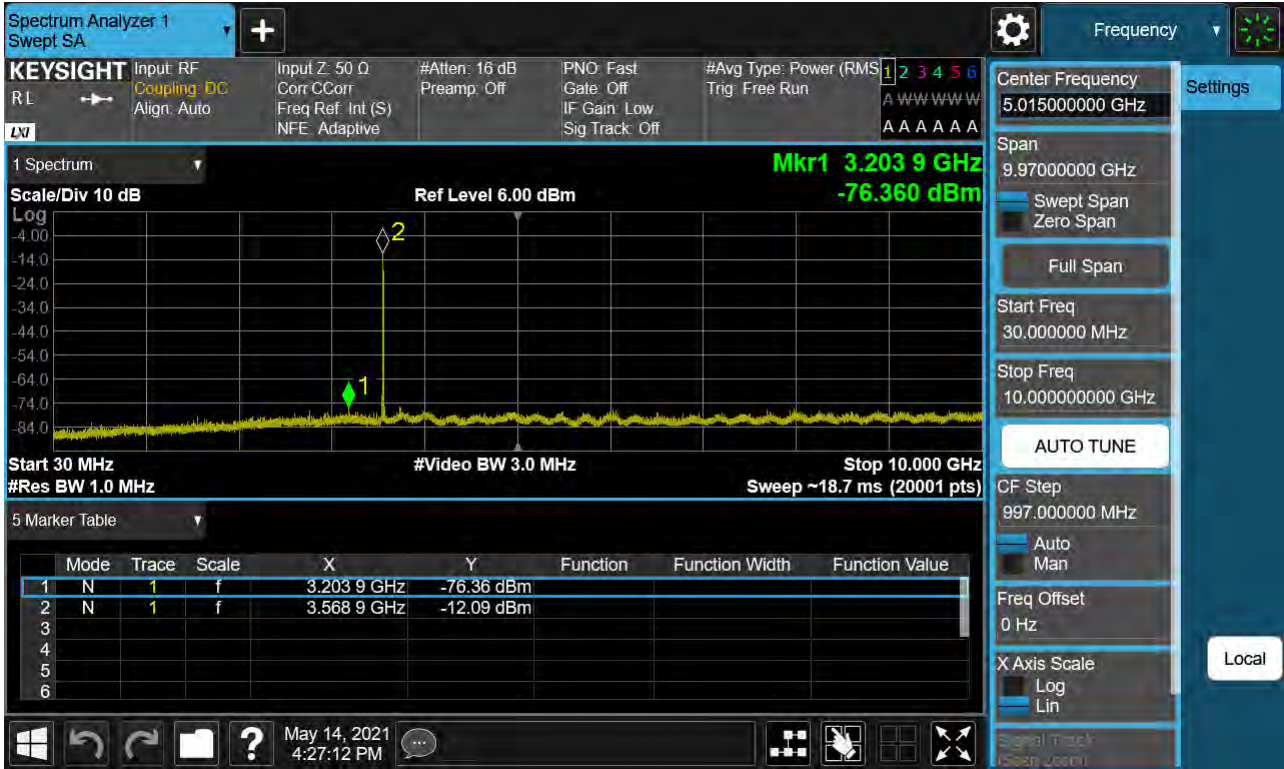 Spectrum Analyzer 1
Swept SA
Frequency
KEYSIGHT
R L
LXI
Input: RF
Coupling: DC
Align: Auto
Input Z: 50 Ω
Corr CCorr
Freq Ref: Int (S)
NFE: Adaptive
#Atten: 16 dB
Preamp: Off
PNO: Fast
Gate: Off
IF Gain: Low
Sig Track: Off
#Avg Type: Power (RMS
Trig: Free Run
1 2 3 4 5 6
A W W W W W
A A A A A A
1 Spectrum
Mkr1 3.203 9 GHz
-76.360 dBm
Scale/Div 10 dB
Ref Level 6.00 dBm
Log
-4.00
-14.0
-24.0
-34.0
-44.0
-54.0
-64.0
-74.0
-84.0
2
1
Start 30 MHz
#Video BW 3.0 MHz
Stop 10.000 GHz
#Res BW 1.0 MHz
Sweep ~18.7 ms (20001 pts)
5 Marker Table
Mode Trace Scale X Y Function Function Width Function Value
1 N 1 f 3.203 9 GHz -76.36 dBm
2 N 1 f 3.568 9 GHz -12.09 dBm
3
4
5
6
May 14, 2021
4:27:12 PM
Center Frequency
5.015000000 GHz
Settings
Span
9.97000000 GHz
Swept Span
Zero Span
Full Span
Start Freq
30.000000 MHz
Stop Freq
10.000000000 GHz
AUTO TUNE
CF Step
997.000000 MHz
Auto
Man
Freq Offset
0 Hz
X Axis Scale
Log
Lin
Local
Signal Track
(Span Zoom)